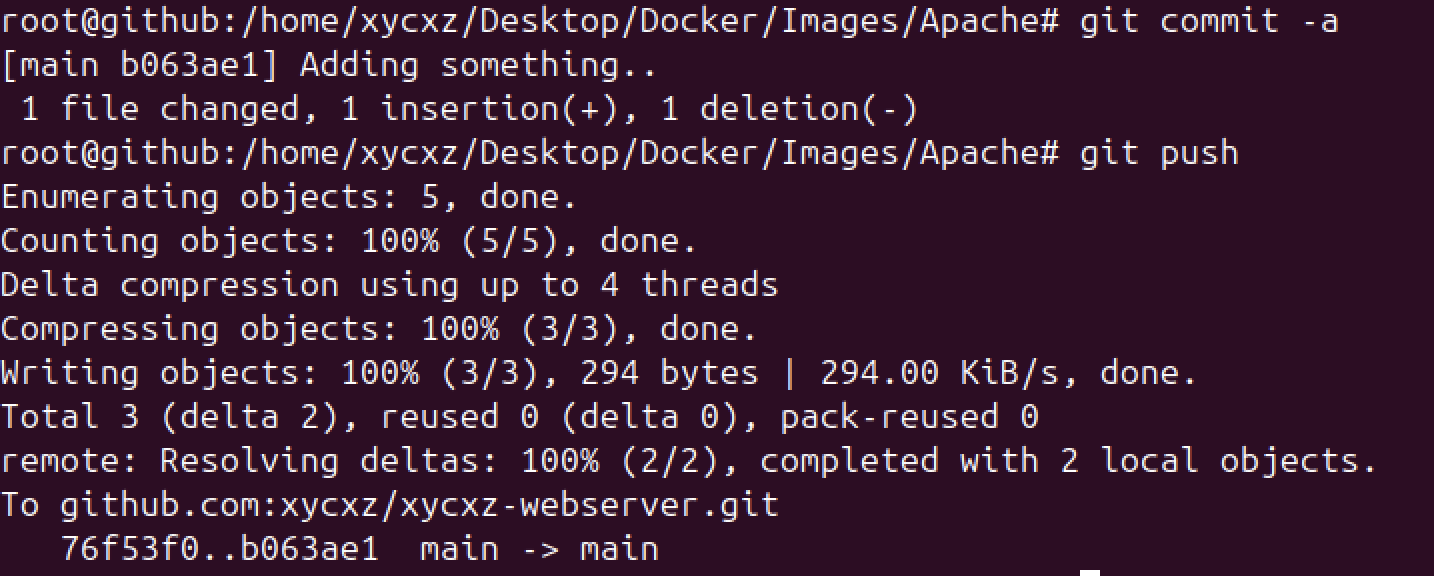 root@github:/home/xycxz/Desktop/Docker/Images/Apache# git commit -a
[main b063ae1] Adding something..
 1 file changed, 1 insertion(+), 1 deletion(-)
root@github:/home/xycxz/Desktop/Docker/Images/Apache# git push
Enumerating objects: 5, done.
Counting objects: 100% (5/5), done.
Delta compression using up to 4 threads
Compressing objects: 100% (3/3), done.
Writing objects: 100% (3/3), 294 bytes | 294.00 KiB/s, done.
Total 3 (delta 2), reused 0 (delta 0), pack-reused 0
remote: Resolving deltas: 100% (2/2), completed with 2 local objects.
To github.com:xycxz/xycxz-webserver.git
   76f53f0..b063ae1  main -> main